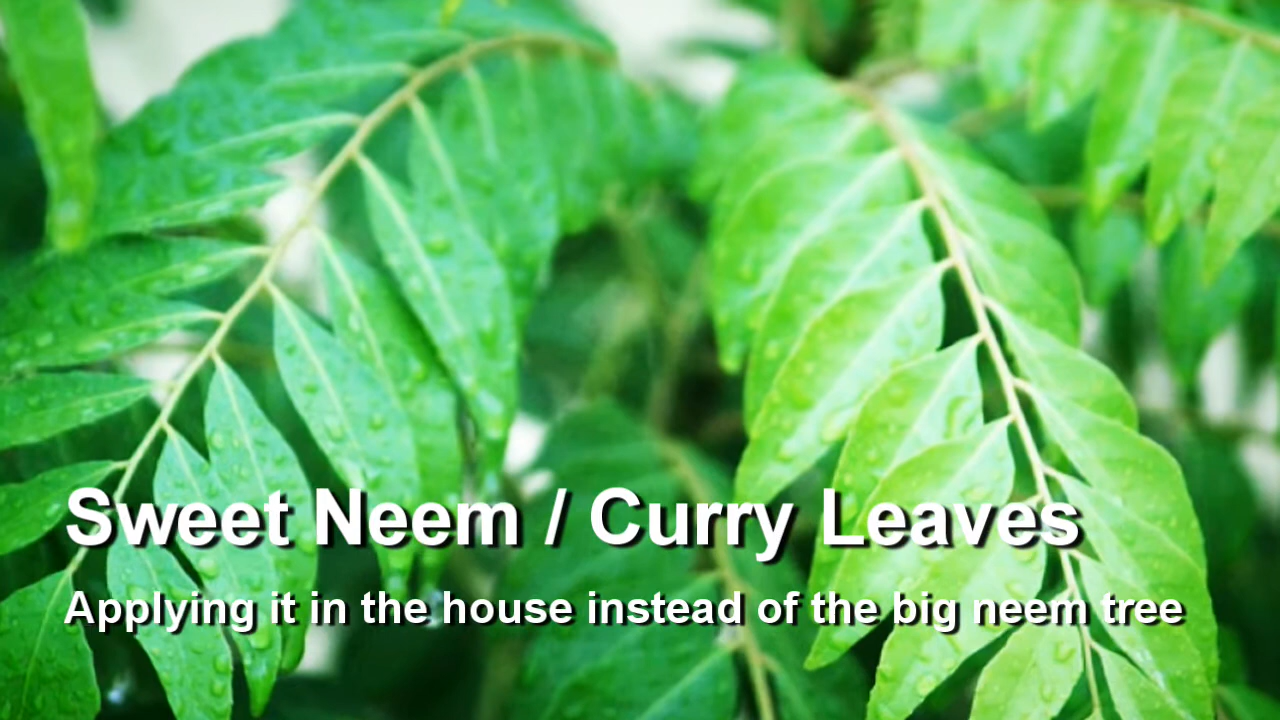 Sweet Neem / Curry Leaves
Applying it in the house instead of the big neem tree